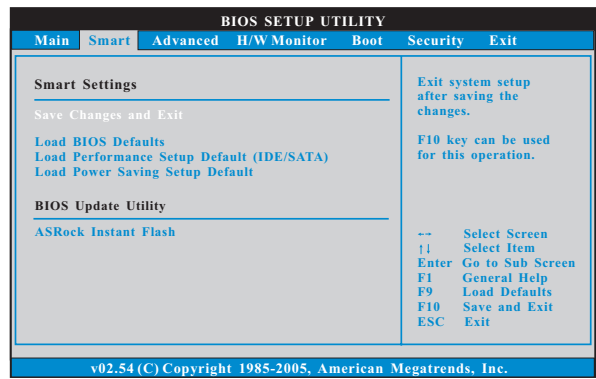 BIOS SETUP UTILITY
Main Smart Advanced H/W Monitor Boot Security Exit
Smart Settings
Save Changes and Exit
Load BIOS Defaults
Load Performance Setup Default (IDE/SATA)
Load Power Saving Setup Default
BIOS Update Utility
ASRock Instant Flash
Exit system setup
after saving the
changes.
F10 key can be used
for this operation.
←→ Select Screen
↑↓ Select Item
Enter Go to Sub Screen
F1 General Help
F9 Load Defaults
F10 Save and Exit
ESC Exit
v02.54 (C) Copyright 1985-2005, American Megatrends, Inc.